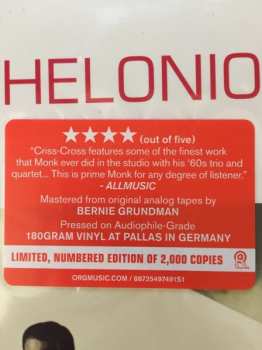 HELONIO
★★★★ (out of five)
"Criss-Cross features some of the finest work
that Monk ever did in the studio with his '60s trio and
quartet... This is prime Monk for any degree of listener."
- ALLMUSIC
Mastered from original analog tapes by
BERNIE GRUNDMAN
Pressed on Audiophile-Grade
180GRAM VINYL AT PALLAS IN GERMANY
LIMITED, NUMBERED EDITION OF 2,000 COPIES
ORGMUSIC.COM / 88725497491S1